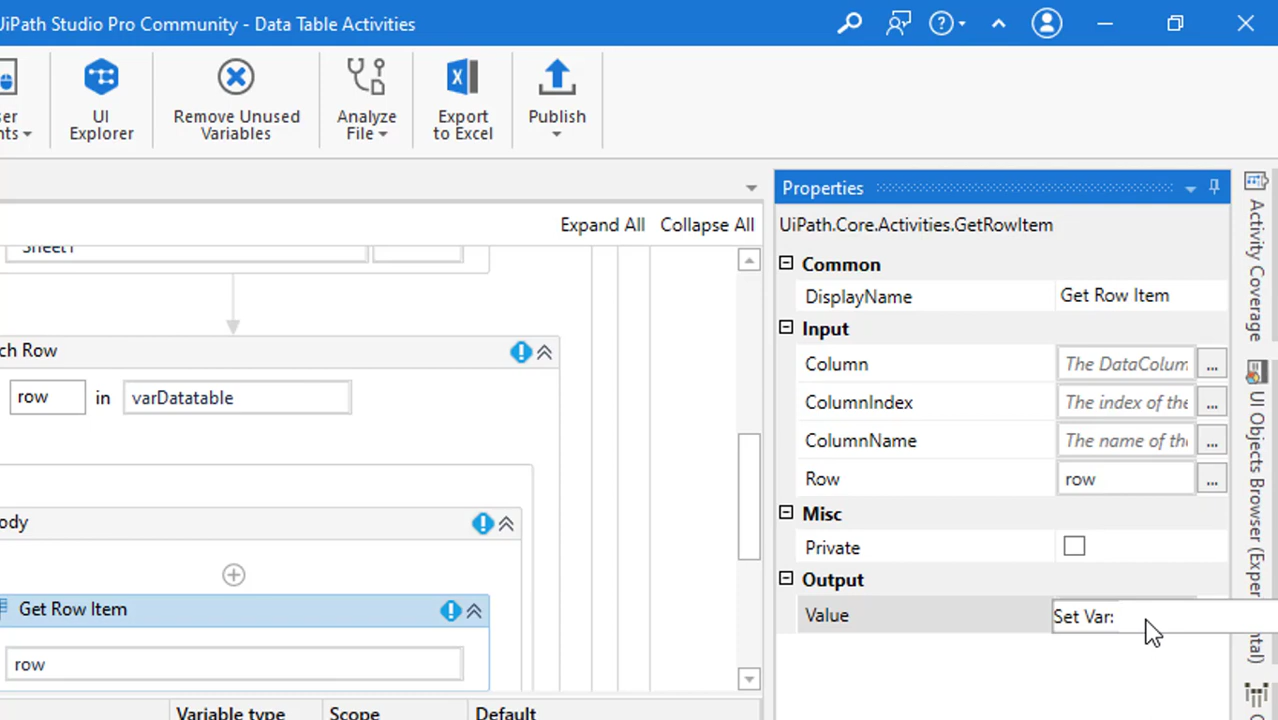 UiPath Studio Pro Community - Data Table Activities
UI
Explorer
Remove Unused
Variables
Analyze
File
Export
to Excel
Publish
Expand All Collapse All
Sheet1
ch Row
row in varDatatable
ody
Get Row Item
row
Variable type Scope Default
Properties
UiPath.Core.Activities.GetRowItem
Common
DisplayName Get Row Item
Input
Column The DataColum ...
ColumnIndex The index of the ...
ColumnName The name of the ...
Row row ...
Misc
Private
Output
Value Set Var:
Activity Coverage
UI Objects Browser (Exper
ntal)